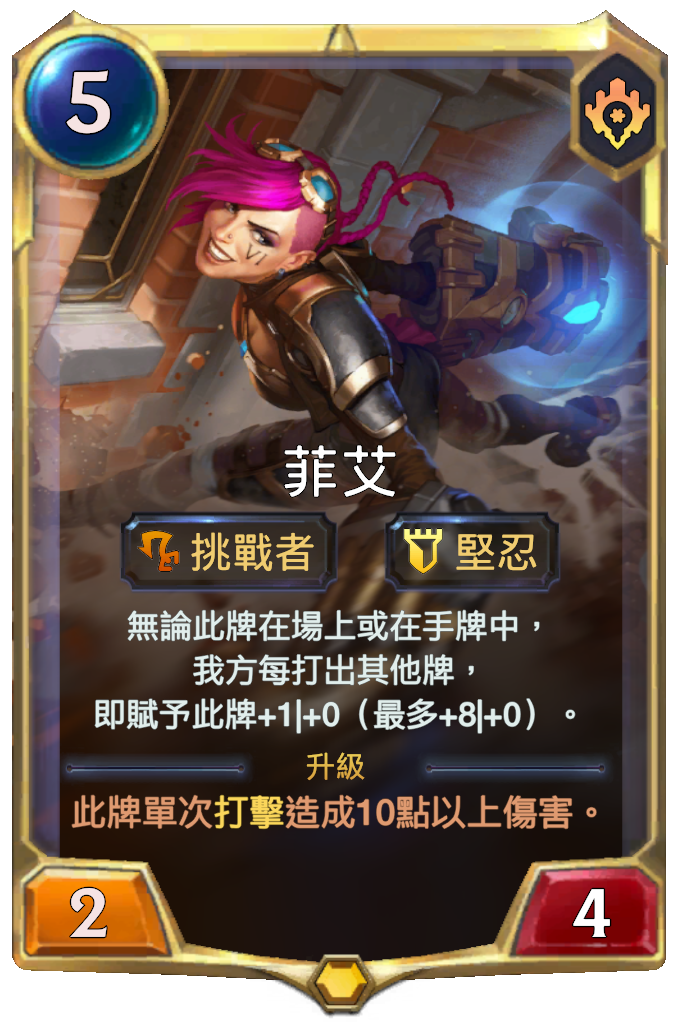 5
VI
菲艾
挑戰者 堅忍
無論此牌在場上或在手牌中，
我方每打出其他牌，
即賦予此牌+1|+0（最多+8|+0）。
升級
此牌單次打擊造成10點以上傷害。
2 4